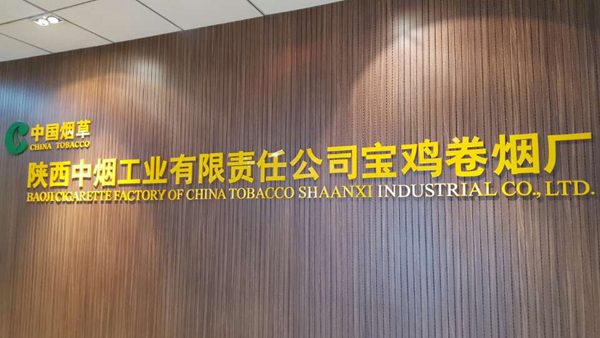 中国烟草
CHINA TOBACCO
陕西中烟工业有限责任公司宝鸡卷烟厂
BAOJI CIGARETTE FACTORY OF CHINA TOBACCO SHAANXI INDUSTRIAL CO., LTD.